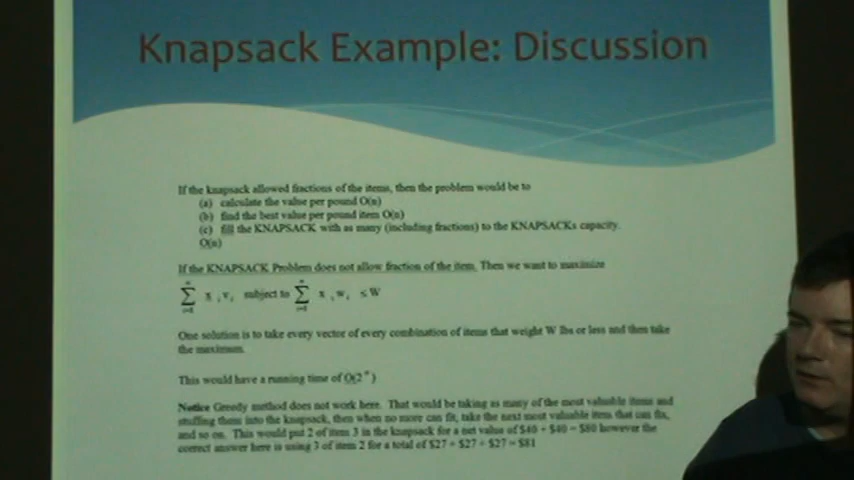 Knapsack Example: Discussion
If the knapsack allowed fractions of the items, then the problem would be to
(a) calculate the value per pound O(n)
(b) find the best value per pound item O(n)
(c) fill the KNAPSACK with as many (including fractions) to the KNAPSACKs capacity.
O(n)
If the KNAPSACK Problem does not allow fraction of the item. Then we want to maximize
n ∑ i=1 x i v i subject to n ∑ i=1 x i w i ≤ W
One solution is to take every vector of every combination of items that weight W lbs or less and then take
the maximum.
This would have a running time of O(2^n)
Notice Greedy method does not work here. That would be taking as many of the most valuable items and
stuffing them into the knapsack, then when no more can fit, take the next most valuable item that can fix,
and so on. This would put 2 of item 3 in the knapsack for a net value of $40 + $40 = $80 however the
correct answer here is using 3 of item 2 for a total of $27 + $27 + $27 = $81